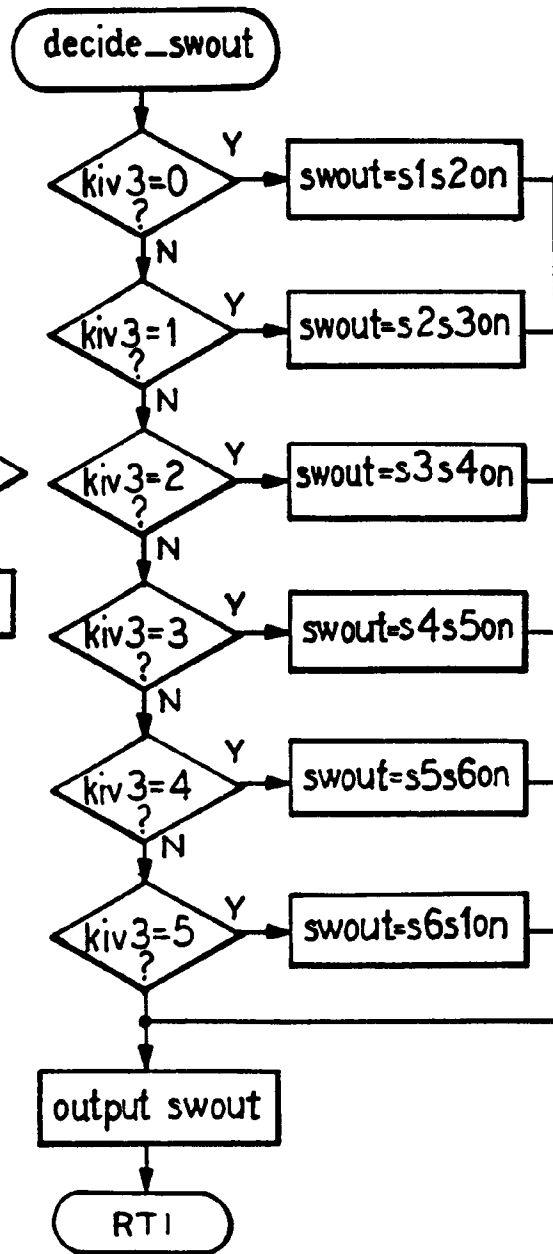 decide_swout
kiv3=0
?
Y
swout=s1s2on
N
kiv3=1
?
Y
swout=s2s3on
N
kiv3=2
?
Y
swout=s3s4on
N
kiv3=3
?
Y
swout=s4s5on
N
kiv3=4
?
Y
swout=s5s6on
N
kiv3=5
?
Y
swout=s6s1on
output swout
RTI